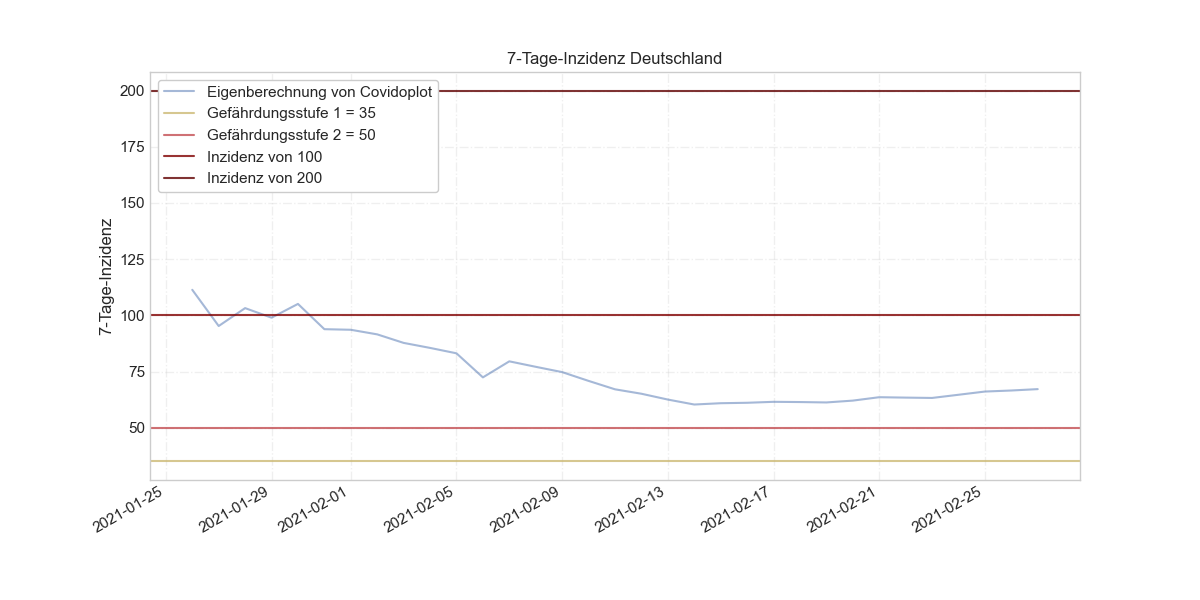 7-Tage-Inzidenz Deutschland
Eigenberechnung von Covidoplot
Gefährdungsstufe 1 = 35
Gefährdungsstufe 2 = 50
Inzidenz von 100
Inzidenz von 200
7-Tage-Inzidenz
200
175
150
125
100
75
50
2021-01-25
2021-01-29
2021-02-01
2021-02-05
2021-02-09
2021-02-13
2021-02-17
2021-02-21
2021-02-25